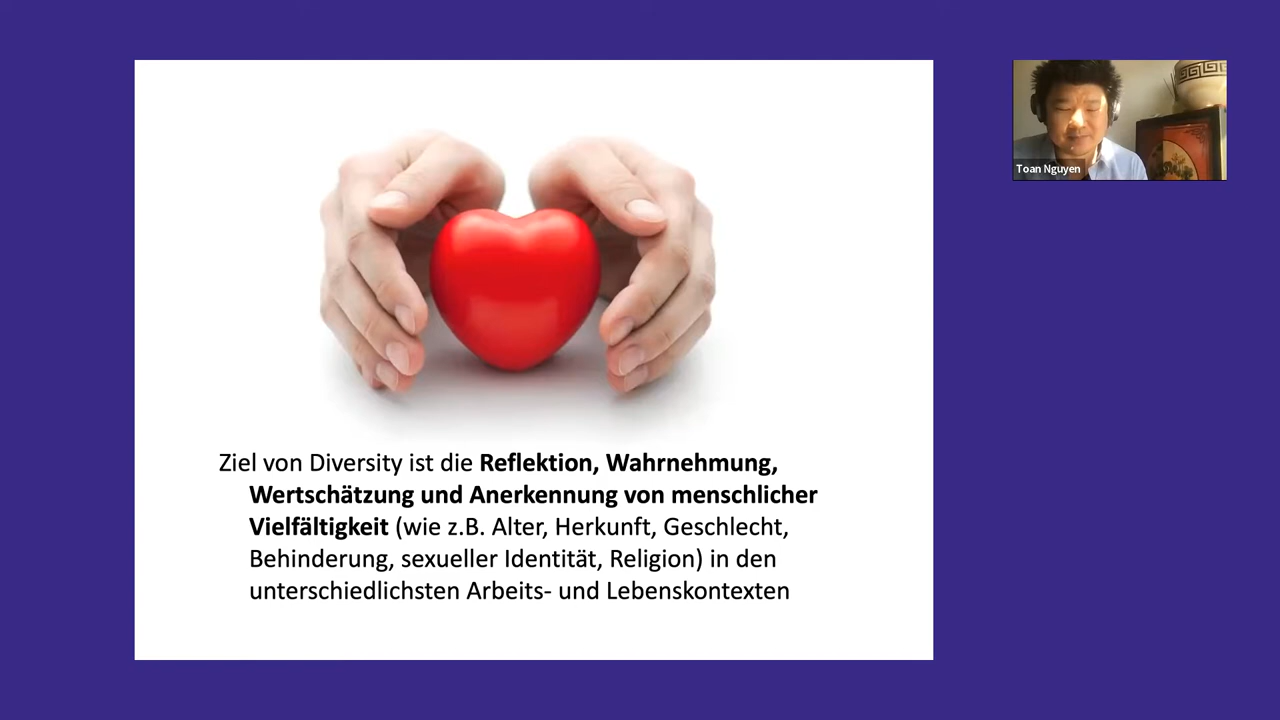 Ziel von Diversity ist die Reflektion, Wahrnehmung,
Wertschätzung und Anerkennung von menschlicher
Vielfältigkeit (wie z.B. Alter, Herkunft, Geschlecht,
Behinderung, sexueller Identität, Religion) in den
unterschiedlichsten Arbeits- und Lebenskontexten
Toan Nguyen